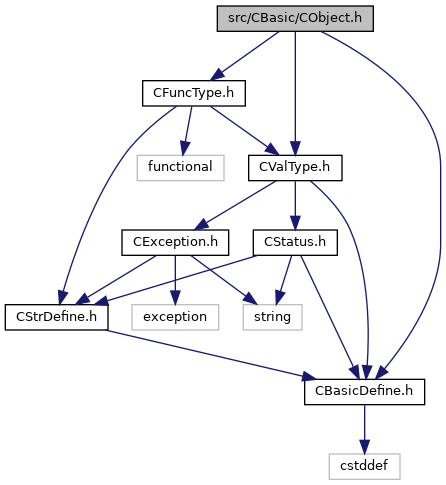 src/CBasic/CObject.h
CFuncType.h
functional
CValType.h
CException.h
CStatus.h
CStrDefine.h
exception
string
CBasicDefine.h
cstddef